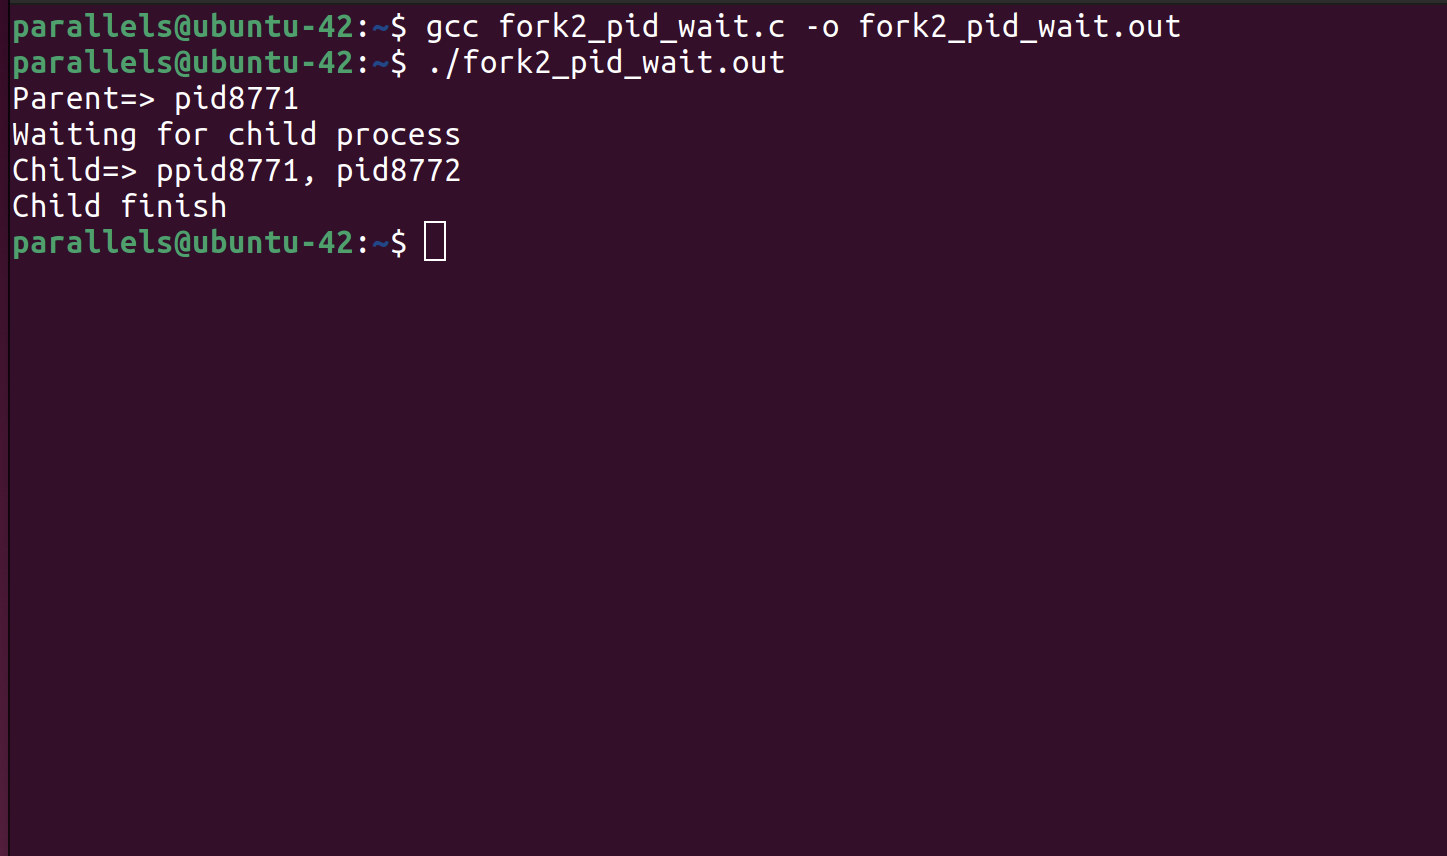 parallels@ubuntu-42:~$ gcc fork2_pid_wait.c -o fork2_pid_wait.out
parallels@ubuntu-42:~$ ./fork2_pid_wait.out
Parent=> pid8771
Waiting for child process
Child=> ppid8771, pid8772
Child finish
parallels@ubuntu-42:~$